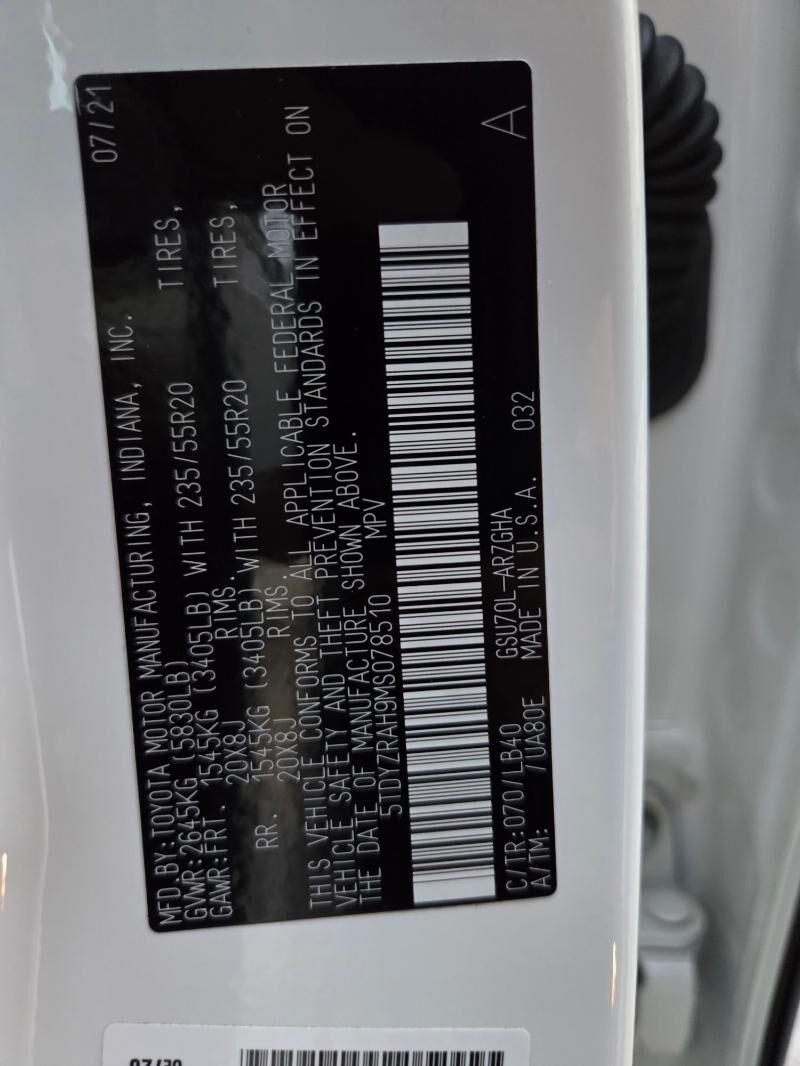 07/21
MFD.BY:TOYOTA MOTOR MANUFACTURING, INDIANA, INC.
GVWR:2645KG (5830LB)
GAWR:FRT. 1545KG (3405LB) WITH 235/55R20 TIRES,
20X8J RIMS.
RR. 1545KG (3405LB) WITH 235/55R20 TIRES,
20X8J RIMS.
THIS VEHICLE CONFORMS TO ALL APPLICABLE FEDERAL MOTOR
VEHICLE SAFETY AND THEFT PREVENTION STANDARDS IN EFFECT ON
THE DATE OF MANUFACTURE SHOWN ABOVE.
5TDYZRAH9MS078510 MPV
C/TR:070/LB40 GSU70L-ARZGHA A
A/TM: /UA80E MADE IN U.S.A. 032